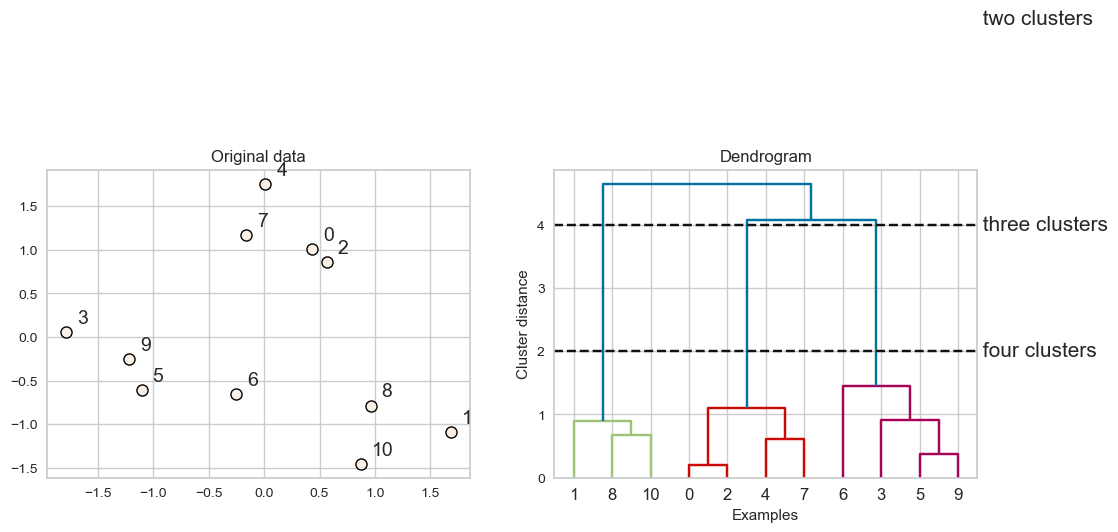 two clusters
Original data
4
7
0
2
3
9
5
6
8
1
10
1.5
1.0
0.5
0.0
−0.5
−1.0
−1.5
−1.5 −1.0 −0.5 0.0 0.5 1.0 1.5
Dendrogram
three clusters
four clusters
Cluster distance
4
3
2
1
0
1 8 10 0 2 4 7 6 3 5 9
Examples